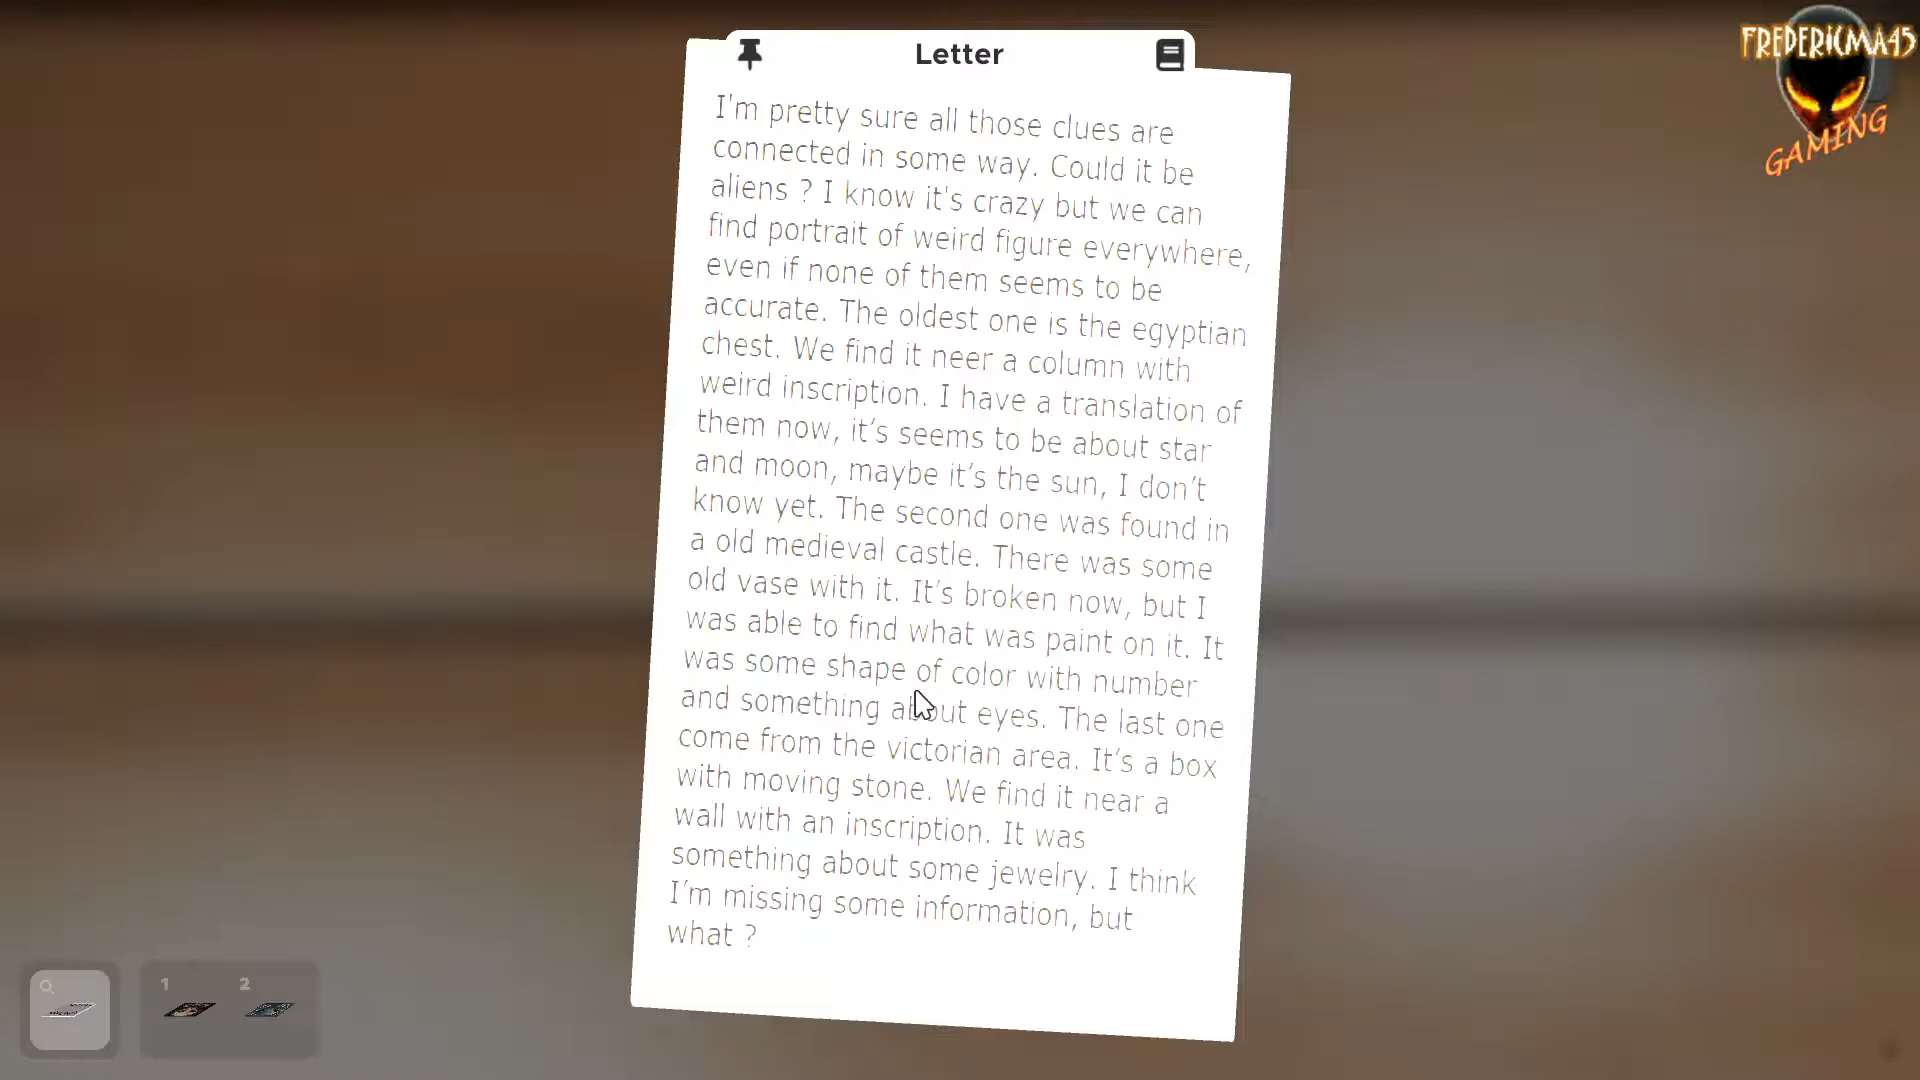 Letter
I'm pretty sure all those clues are
connected in some way. Could it be
aliens ? I know it's crazy but we can
find portrait of weird figure everywhere,
even if none of them seems to be
accurate. The oldest one is the egyptian
chest. We find it neer a column with
weird inscription. I have a translation of
them now, it's seems to be about star
and moon, maybe it's the sun, I don't
know yet. The second one was found in
a old medieval castle. There was some
old vase with it. It's broken now, but I
was able to find what was paint on it. It
was some shape of color with number
and something about eyes. The last one
come from the victorian area. It's a box
with moving stone. We find it near a
wall with an inscription. It was
something about some jewelry. I think
I'm missing some information, but
what ?
FREDERICMA45
GAMING
1
2